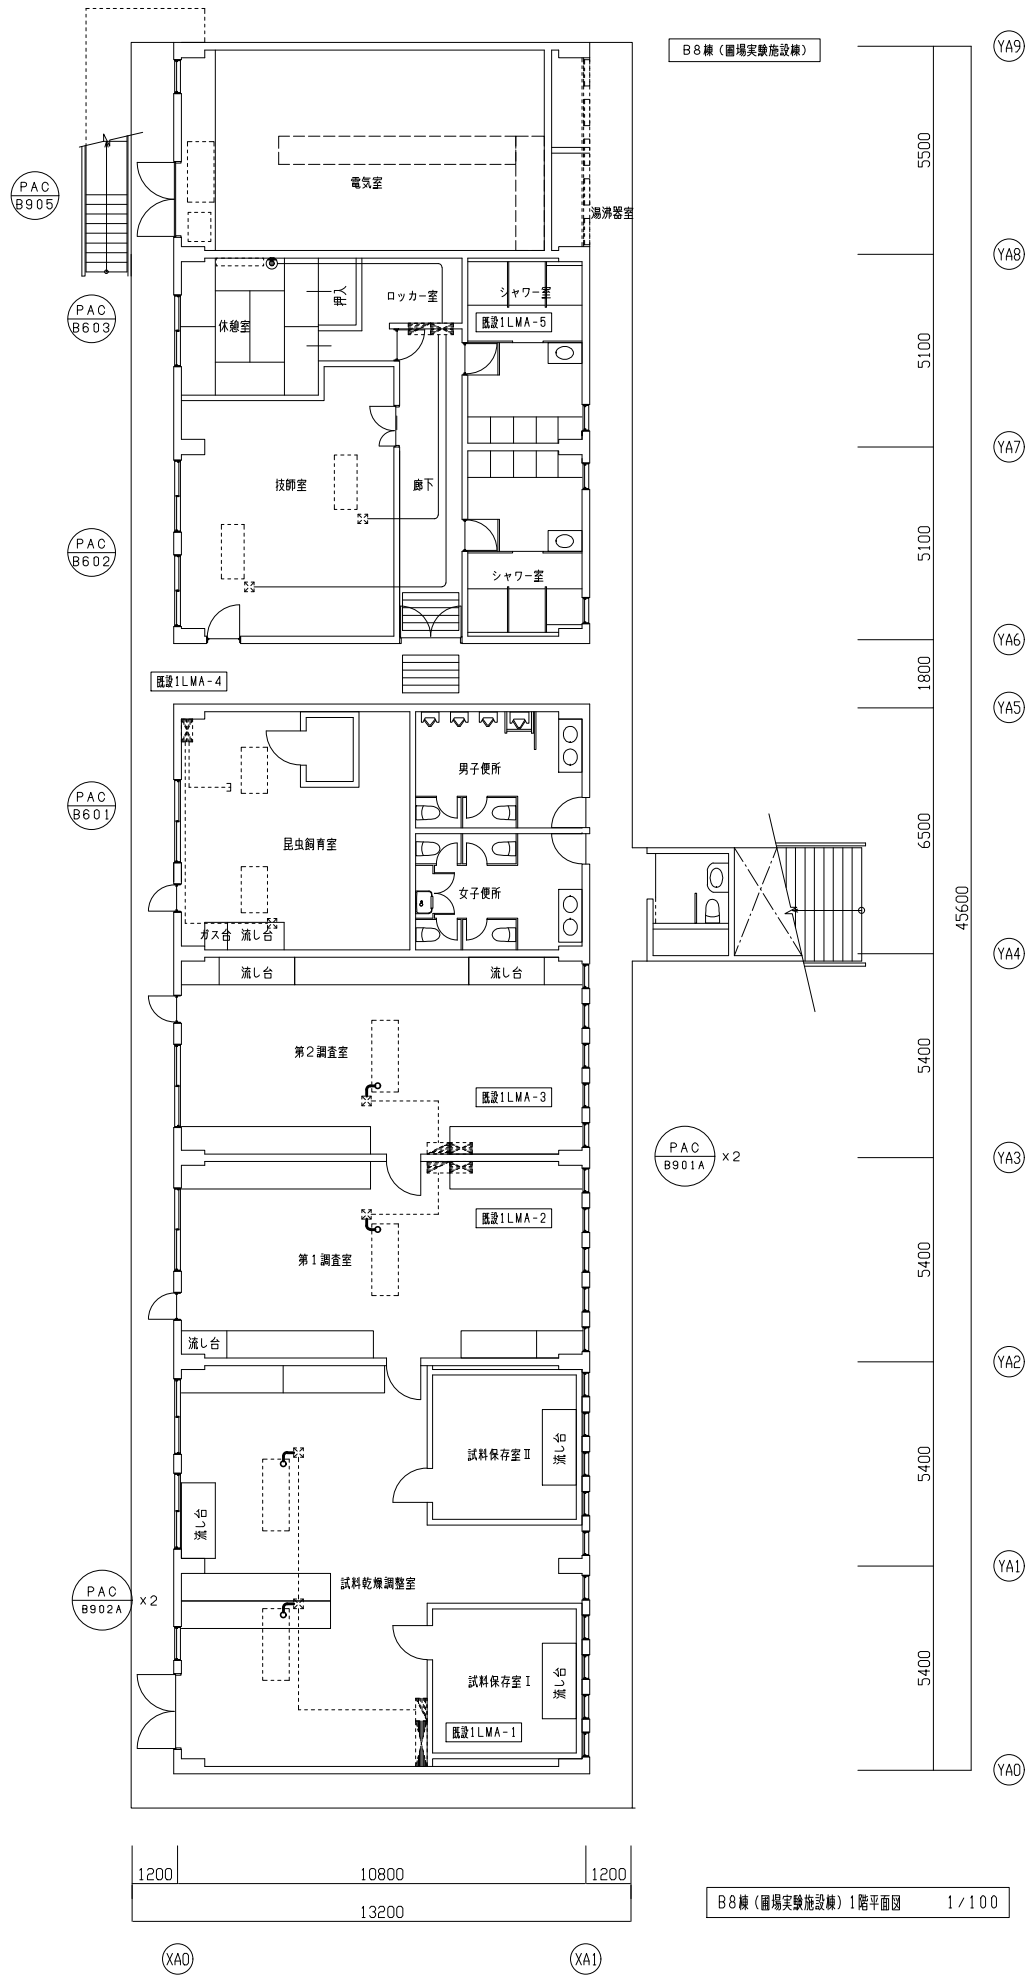 B8棟（圃場実験施設棟）
YA9
5500
電気室
PAC
B905
湯沸器室
YA8
PAC
B603
休憩室
押入
ロッカー室
シャワー室
既設1LMA-5
5100
YA7
技師室
廊下
PAC
B602
5100
シャワー室
YA6
既設1LMA-4
1800
YA5
男子便所
PAC
B601
昆虫飼育室
6500
女子便所
45600
ガス台
流し台
YA4
流し台
流し台
第2調査室
5400
既設1LMA-3
PAC
B901A
x2
YA3
既設1LMA-2
第1調査室
5400
流し台
YA2
試料保存室Ⅱ
流し台
5400
流し台
YA1
試料乾燥調整室
PAC
B902A
x2
試料保存室Ⅰ
流し台
5400
既設1LMA-1
YA0
1200
10800
1200
13200
B8棟（圃場実験施設棟）1階平面図 1/100
XA0
XA1